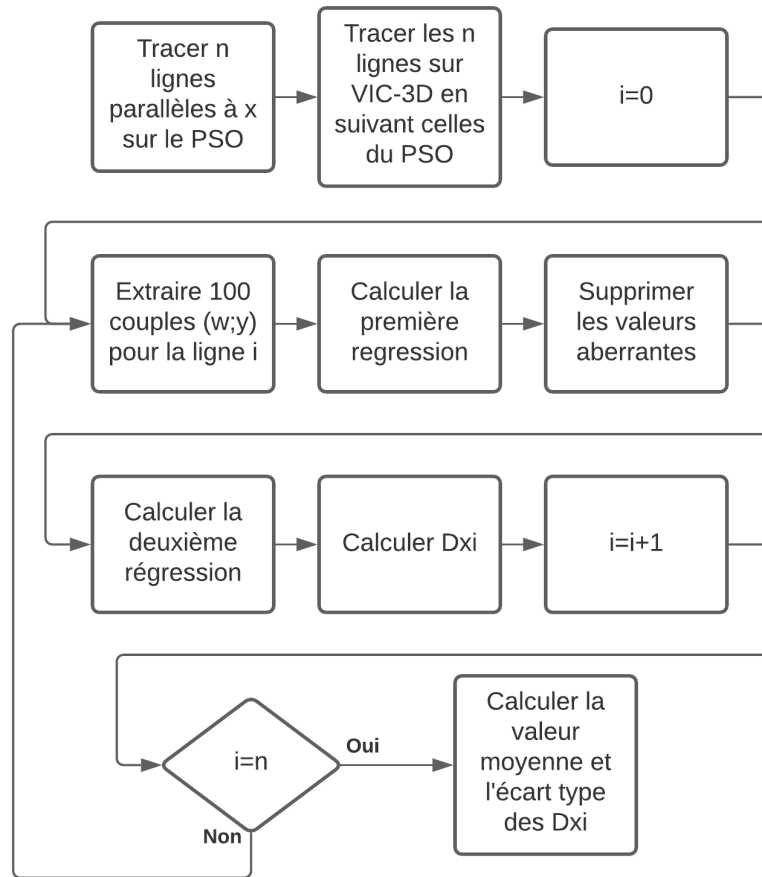 Tracer n
lignes
parallèles à x
sur le PSO
Tracer les n
lignes sur
VIC-3D en
suivant celles
du PSO
i=0
Extraire 100
couples (w;y)
pour la ligne i
Calculer la
première
regression
Supprimer
les valeurs
aberrantes
Calculer la
deuxième
régression
Calculer Dxi
i=i+1
i=n
Oui
Non
Calculer la
valeur
moyenne et
l'écart type
des Dxi